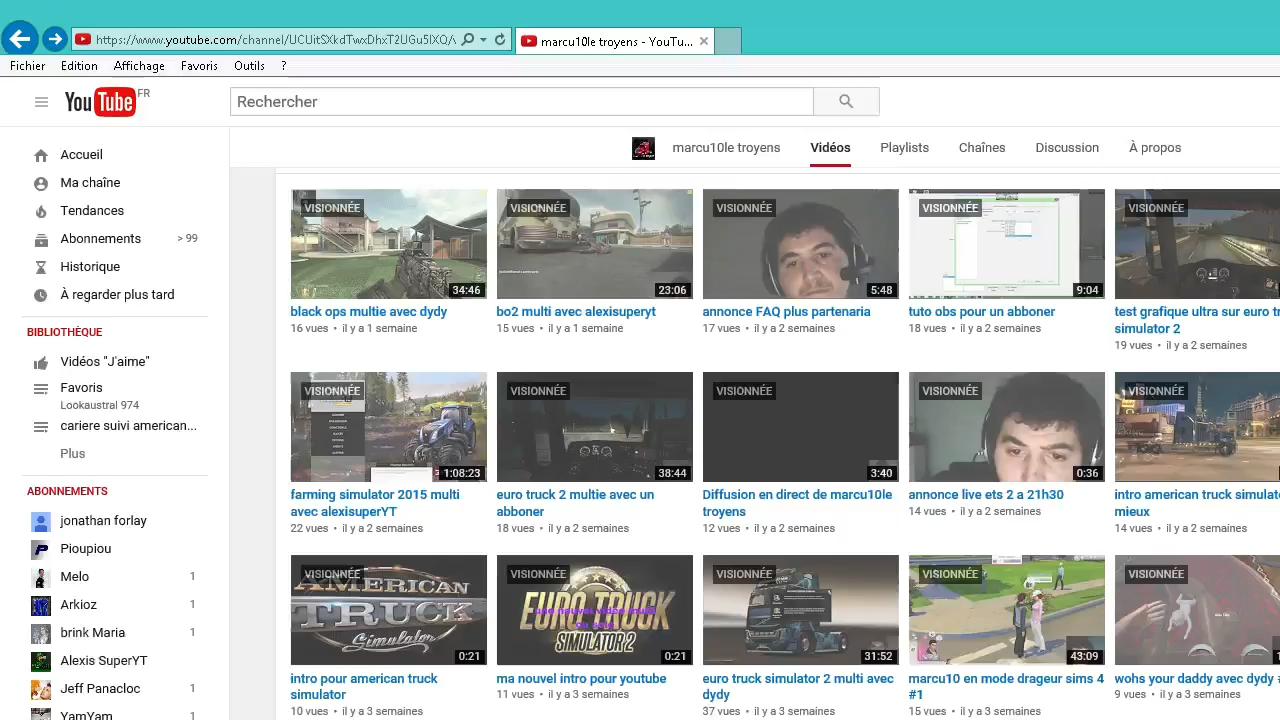 https://www.youtube.com/channel/UCUitSXkdTwxDhxT2UGu5lXQ/\
marcu10le troyens - YouTu...
Fichier Edition Affichage Favoris Outils ?
YouTube FR
Rechercher
marcu10le troyens Vidéos Playlists Chaînes Discussion À propos
Accueil
Ma chaîne
Tendances
Abonnements > 99
Historique
À regarder plus tard
BIBLIOTHÈQUE
Vidéos "J'aime"
Favoris
Lookaustral 974
cariere suivi american...
Plus
ABONNEMENTS
jonathan forlay
Pioupiou
Melo 1
Arkioz 1
brink Maria 1
Alexis SuperYT
Jeff Panacloc 1
YamYam 1
VISIONNÉE
34:46
black ops multie avec dydy
16 vues • il y a 1 semaine
VISIONNÉE
23:06
bo2 multi avec alexisuperyt
15 vues • il y a 1 semaine
VISIONNÉE
5:48
annonce FAQ plus partenaria
17 vues • il y a 2 semaines
VISIONNÉE
9:04
tuto obs pour un abboner
18 vues • il y a 2 semaines
VISIONNÉE
test grafique ultra sur euro tr
simulator 2
19 vues • il y a 2 semaines
VISIONNÉE
1:08:23
farming simulator 2015 multi
avec alexisuperYT
22 vues • il y a 2 semaines
VISIONNÉE
38:44
euro truck 2 multie avec un
abboner
18 vues • il y a 2 semaines
VISIONNÉE
3:40
Diffusion en direct de marcu10le
troyens
12 vues • il y a 2 semaines
VISIONNÉE
0:36
annonce live ets 2 a 21h30
14 vues • il y a 2 semaines
VISIONNÉE
intro american truck simulato
mieux
14 vues • il y a 2 semaines
VISIONNÉE
AMERICAN
TRUCK
Simulator
0:21
intro pour american truck
simulator
10 vues • il y a 3 semaines
VISIONNÉE
EURO TRUCK
SIMULATOR 2
0:21
ma nouvel intro pour youtube
11 vues • il y a 3 semaines
VISIONNÉE
31:52
euro truck simulator 2 multi avec
dydy
37 vues • il y a 3 semaines
VISIONNÉE
43:09
marcu10 en mode drageur sims 4
#1
15 vues • il y a 3 semaines
VISIONNÉE
wohs your daddy avec dydy #
9 vues • il y a 3 semaines